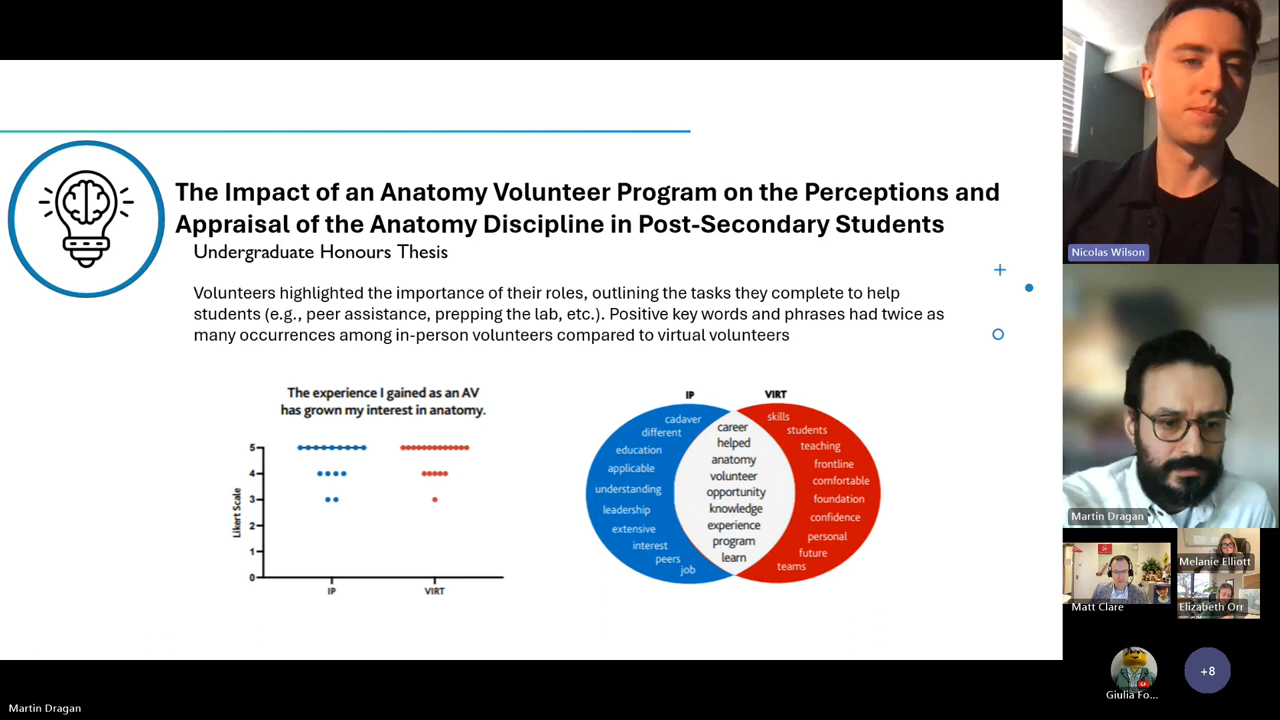 The Impact of an Anatomy Volunteer Program on the Perceptions and
Appraisal of the Anatomy Discipline in Post-Secondary Students
Undergraduate Honours Thesis
Volunteers highlighted the importance of their roles, outlining the tasks they complete to help
students (e.g., peer assistance, prepping the lab, etc.). Positive key words and phrases had twice as
many occurrences among in-person volunteers compared to virtual volunteers
The experience I gained as an AV
has grown my interest in anatomy.
Likert Scale
5
4
3
2
1
0
IP
VIRT
IP
VIRT
cadaver
different
education
applicable
understanding
leadership
extensive
interest
peers
job
career
helped
anatomy
volunteer
opportunity
knowledge
experience
program
learn
skills
students
teaching
frontline
comfortable
foundation
confidence
personal
future
teams
Nicolas Wilson
Martin Dragan
Matt Clare
Melanie Elliott
Elizabeth Orr
Giulia Fo...
+8
Martin Dragan